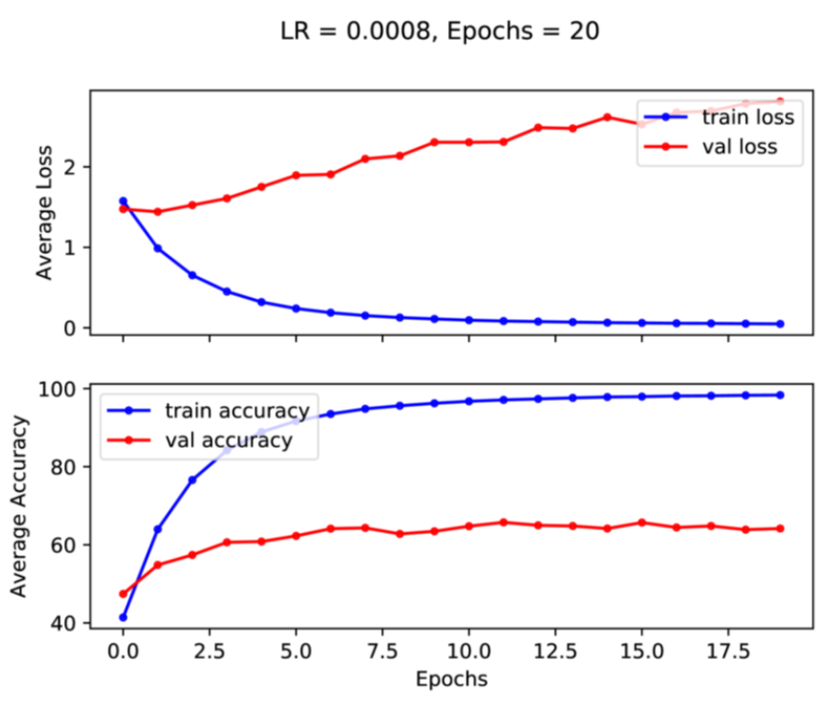 LR = 0.0008, Epochs = 20
Average Loss
2
1
0
train loss
val loss
Average Accuracy
100
80
60
40
train accuracy
val accuracy
0.0 2.5 5.0 7.5 10.0 12.5 15.0 17.5
Epochs